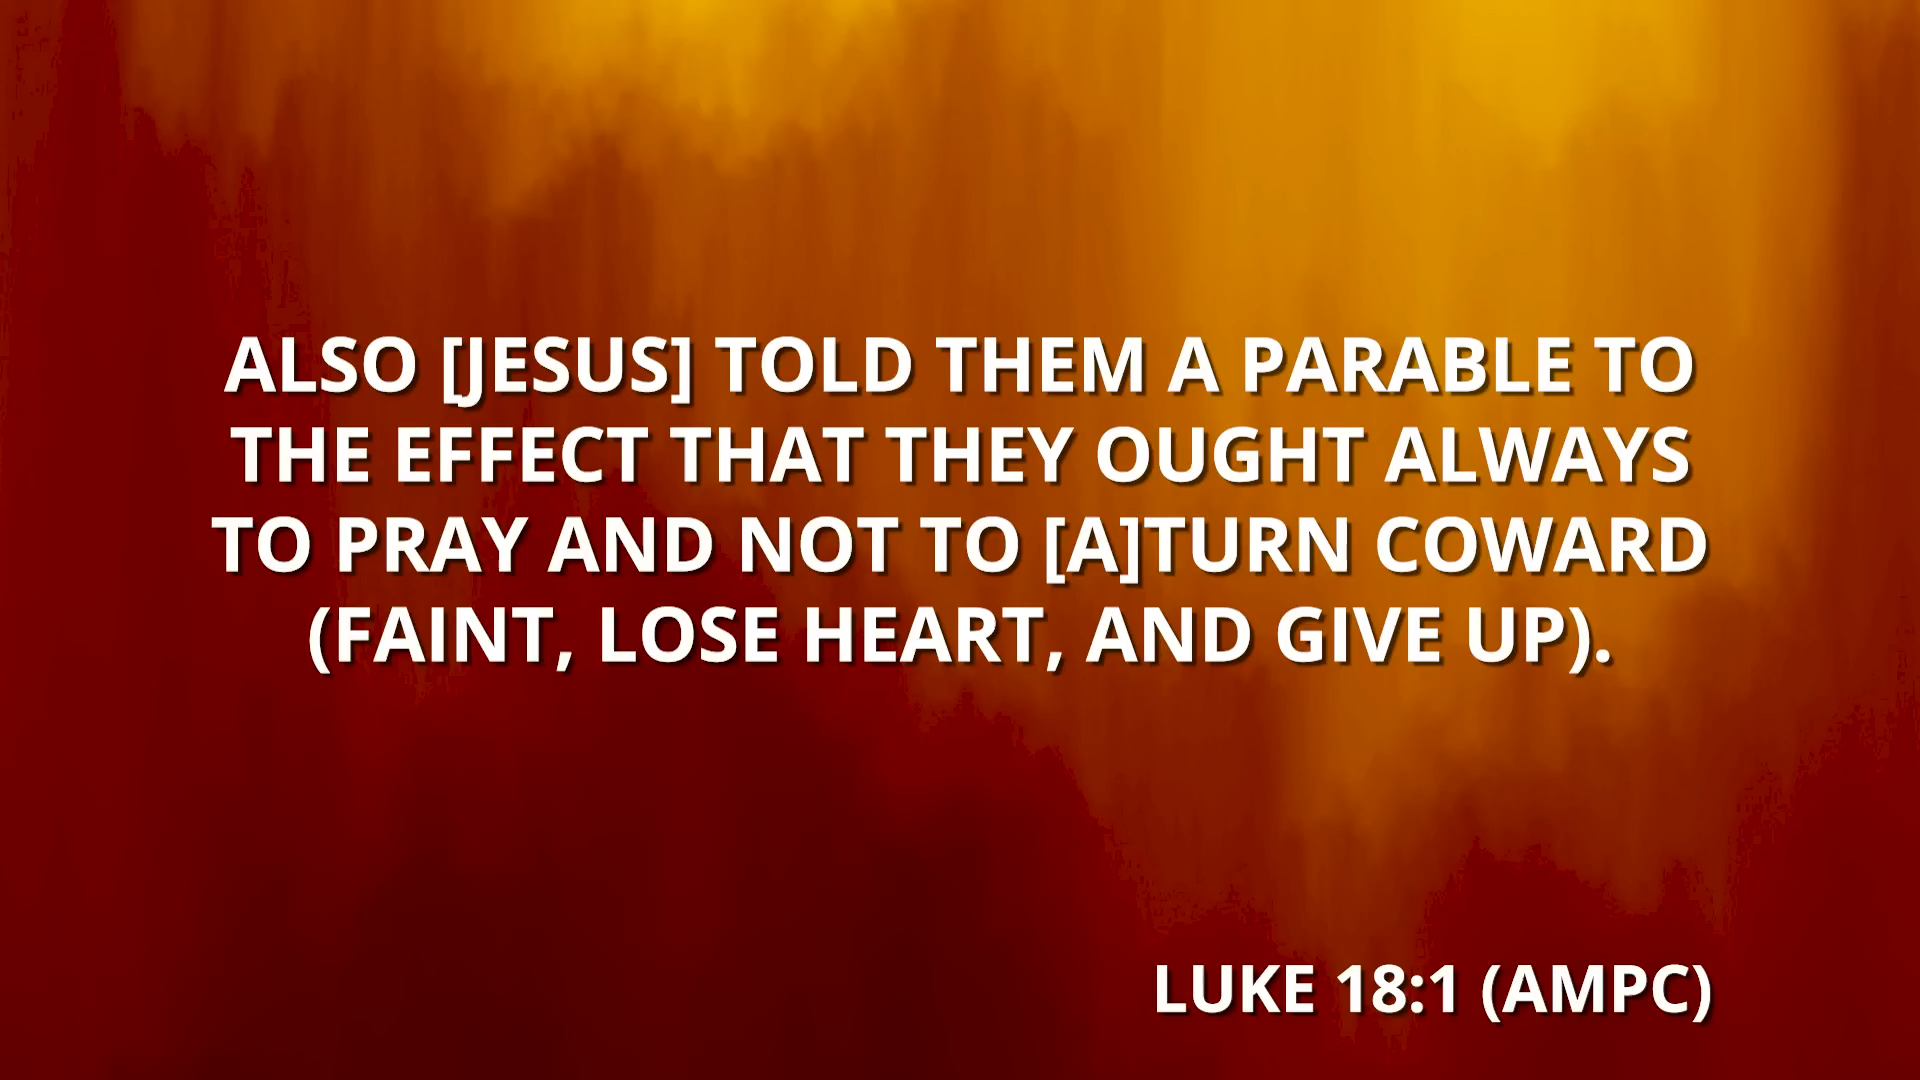 ALSO [JESUS] TOLD THEM A PARABLE TO
THE EFFECT THAT THEY OUGHT ALWAYS
TO PRAY AND NOT TO [A]TURN COWARD
(FAINT, LOSE HEART, AND GIVE UP).
LUKE 18:1 (AMPC)